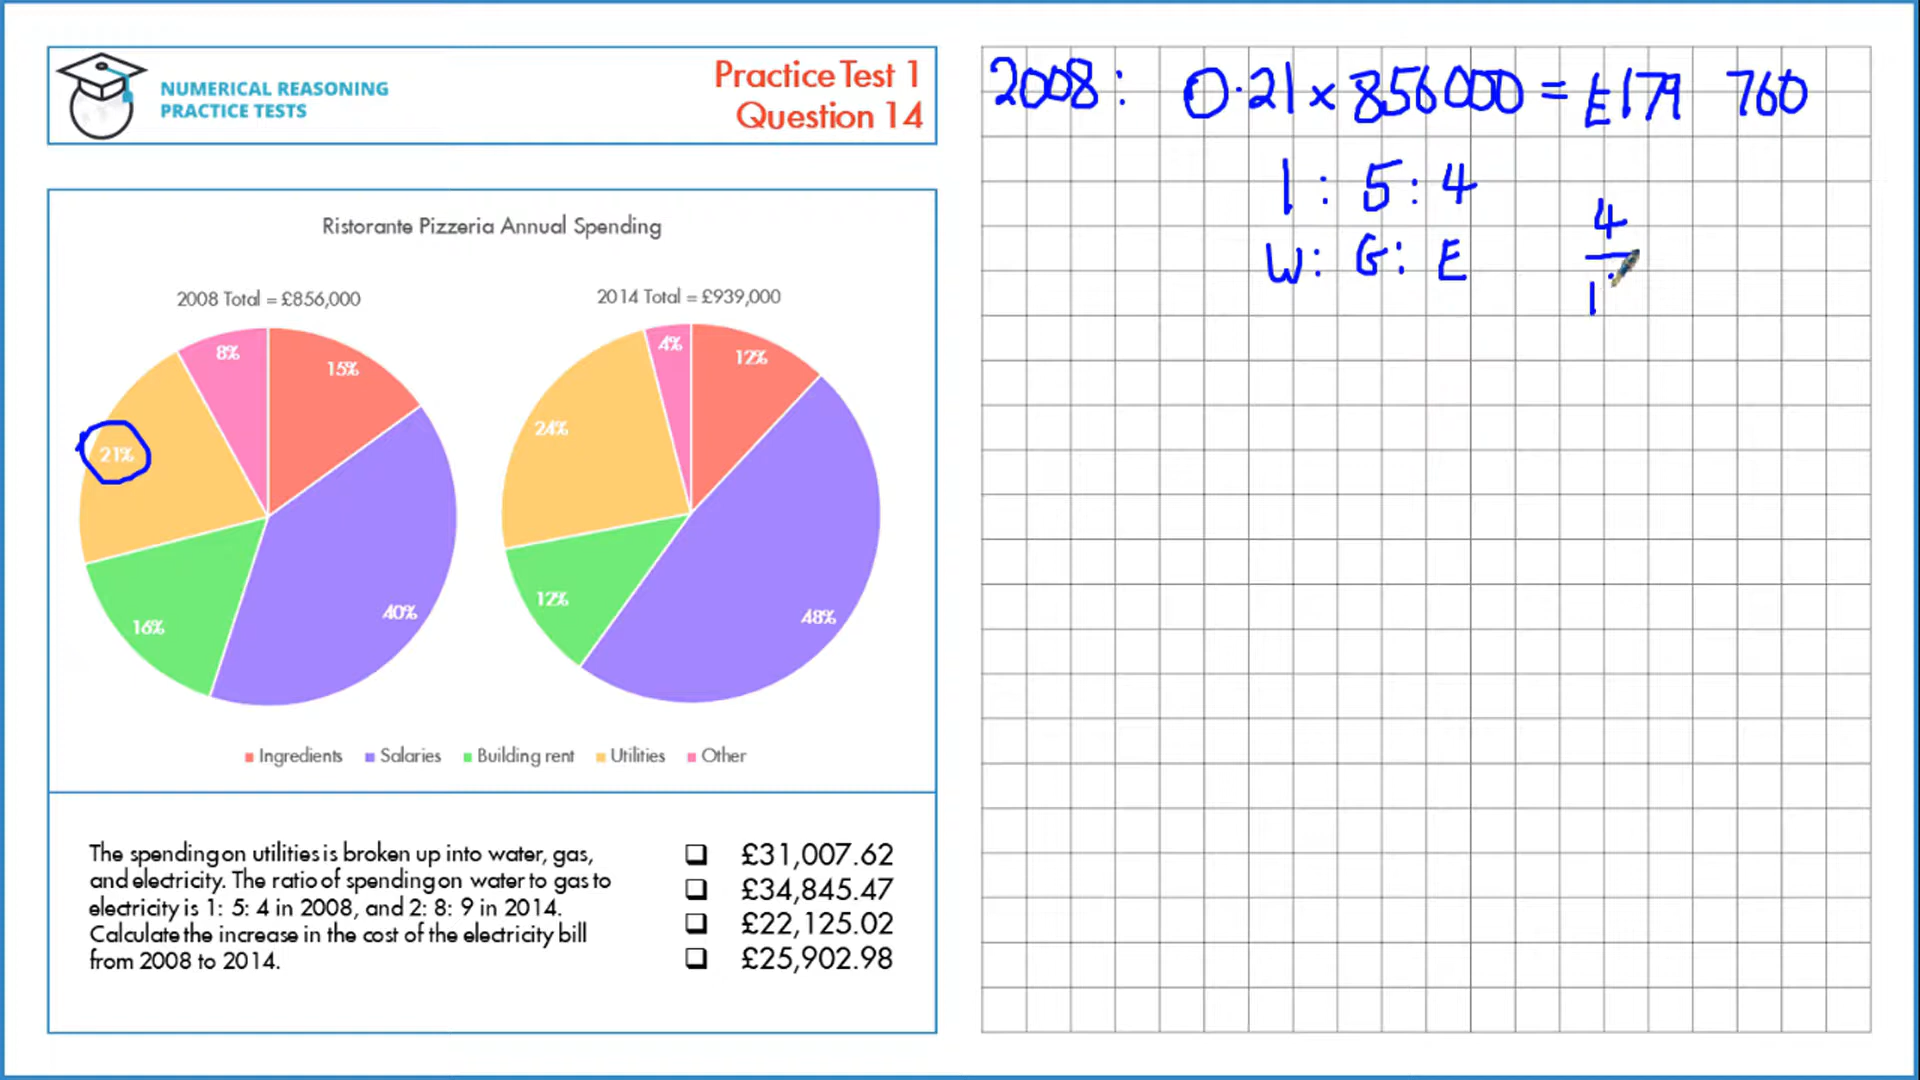 NUMERICAL REASONING
PRACTICE TESTS
Practice Test 1
Question 14
Ristorante Pizzeria Annual Spending
2008 Total = £856,000
2014 Total = £939,000
8%
15%
21%
40%
16%
4%
12%
24%
12%
48%
Ingredients
Salaries
Building rent
Utilities
Other
The spending on utilities is broken up into water, gas,
and electricity. The ratio of spending on water to gas to
electricity is 1: 5: 4 in 2008, and 2: 8: 9 in 2014.
Calculate the increase in the cost of the electricity bill
from 2008 to 2014.
£31,007.62
£34,845.47
£22,125.02
£25,902.98
2008: 0.21 x 856000 = £179 760
1 : 5 : 4
W : G : E
4
1